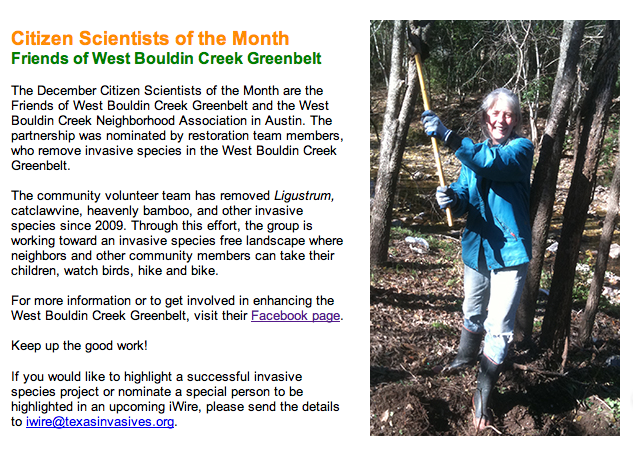 Citizen Scientists of the Month
Friends of West Bouldin Creek Greenbelt
The December Citizen Scientists of the Month are the
Friends of West Bouldin Creek Greenbelt and the West
Bouldin Creek Neighborhood Association in Austin. The
partnership was nominated by restoration team members,
who remove invasive species in the West Bouldin Creek
Greenbelt.
The community volunteer team has removed Ligustrum,
catclawvine, heavenly bamboo, and other invasive
species since 2009. Through this effort, the group is
working toward an invasive species free landscape where
neighbors and other community members can take their
children, watch birds, hike and bike.
For more information or to get involved in enhancing the
West Bouldin Creek Greenbelt, visit their Facebook page.
Keep up the good work!
If you would like to highlight a successful invasive
species project or nominate a special person to be
highlighted in an upcoming iWire, please send the details
to iwire@texasinvasives.org.